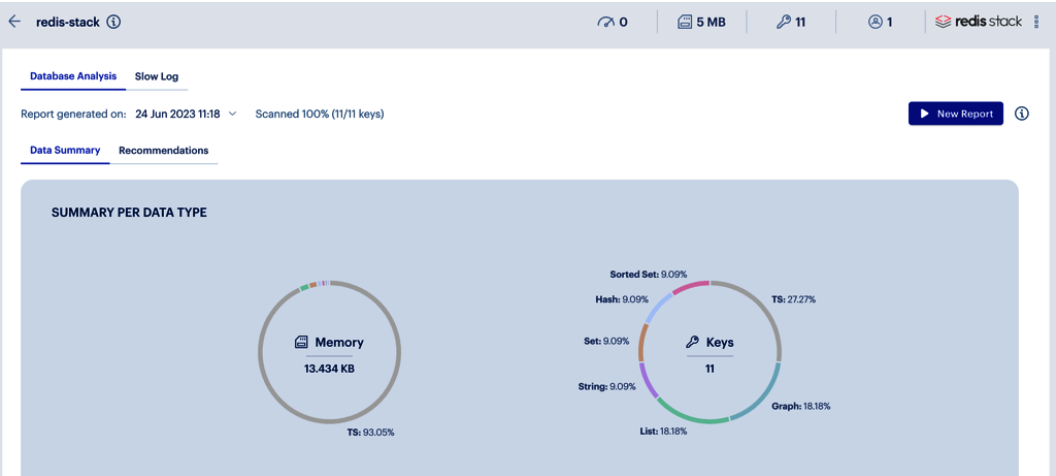 redis-stack 0 5 MB 11 1 redis stack
Database Analysis Slow Log
Report generated on: 24 Jun 2023 11:18 Scanned 100% (11/11 keys) New Report
Data Summary Recommendations
SUMMARY PER DATA TYPE
Memory
13.434 KB
TS: 93.05%
Sorted Set: 9.09%
Hash: 9.09% TS: 27.27%
Set: 9.09% Keys
11
String: 9.09%
Graph: 18.18%
List: 18.18%